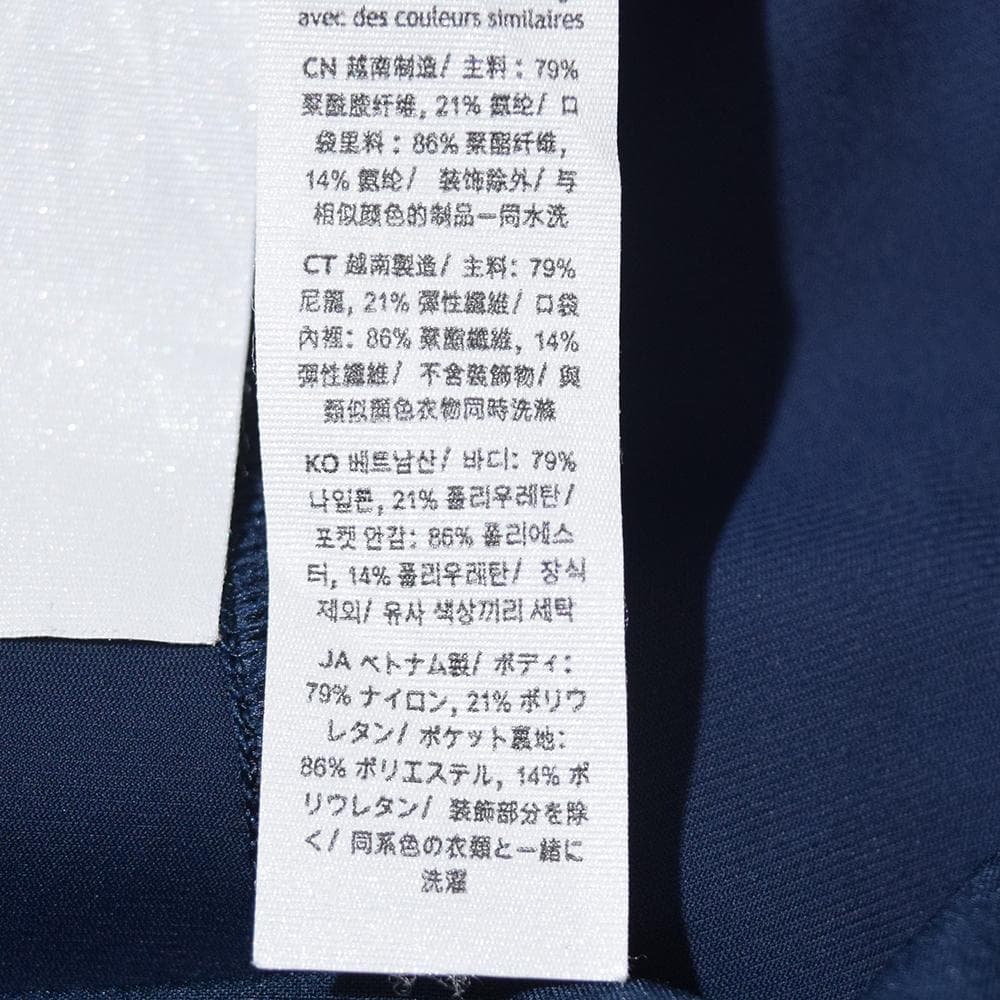 avec des couleurs similaires
CN 越南制造/ 主料: 79%
聚酰胺纤维, 21% 氨纶/ 口
袋里料: 86% 聚酯纤维,
14% 氨纶/ 装饰除外/ 与
相似颜色的制品一同水洗
CT 越南製造/ 主料: 79%
尼龍, 21% 彈性纖維/ 口袋
內裡: 86% 聚酯纖維, 14%
彈性纖維/ 不含裝飾物/ 與
類似顏色衣物同時洗滌
KO 베트남산/ 바디: 79%
나일론, 21% 폴리우레탄/
포켓 안감: 86% 폴리에스
터, 14% 폴리우레탄/ 장식
제외/ 유사 색상끼리 세탁
JA ベトナム製/ ボディ:
79% ナイロン, 21% ポリウ
レタン/ ポケット裏地:
86% ポリエステル, 14% ポ
リウレタン/ 装飾部分を除
く/ 同系色の衣類と一緒に
洗濯